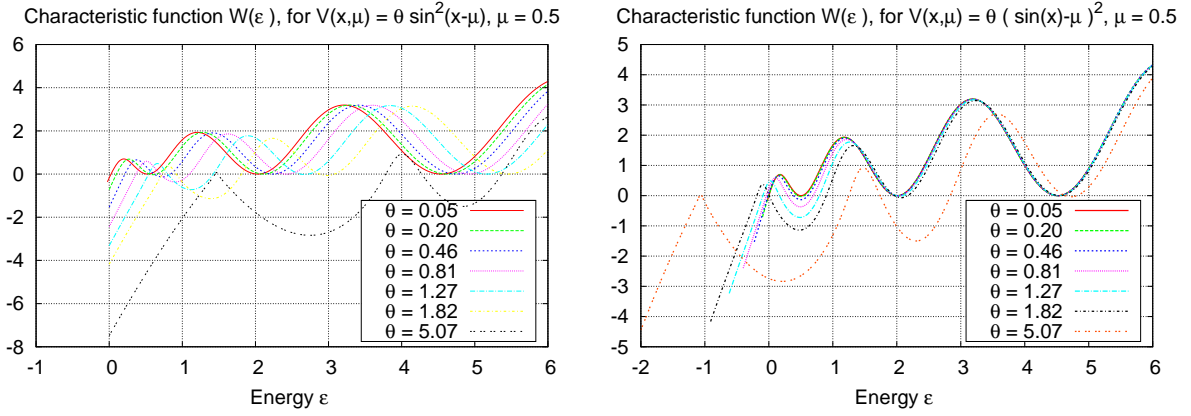 Characteristic function W(ε ), for V(x,μ) = θ sin²(x-μ), μ = 0.5
6
4
2
0
-2
-4
-6
-8
θ = 0.05
θ = 0.20
θ = 0.46
θ = 0.81
θ = 1.27
θ = 1.82
θ = 5.07
-1 0 1 2 3 4 5 6
Energy ε
Characteristic function W(ε ), for V(x,μ) = θ ( sin(x)-μ )², μ = 0.5
5
4
3
2
1
0
-1
-2
-3
-4
-5
θ = 0.05
θ = 0.20
θ = 0.46
θ = 0.81
θ = 1.27
θ = 1.82
θ = 5.07
-2 -1 0 1 2 3 4 5 6
Energy ε